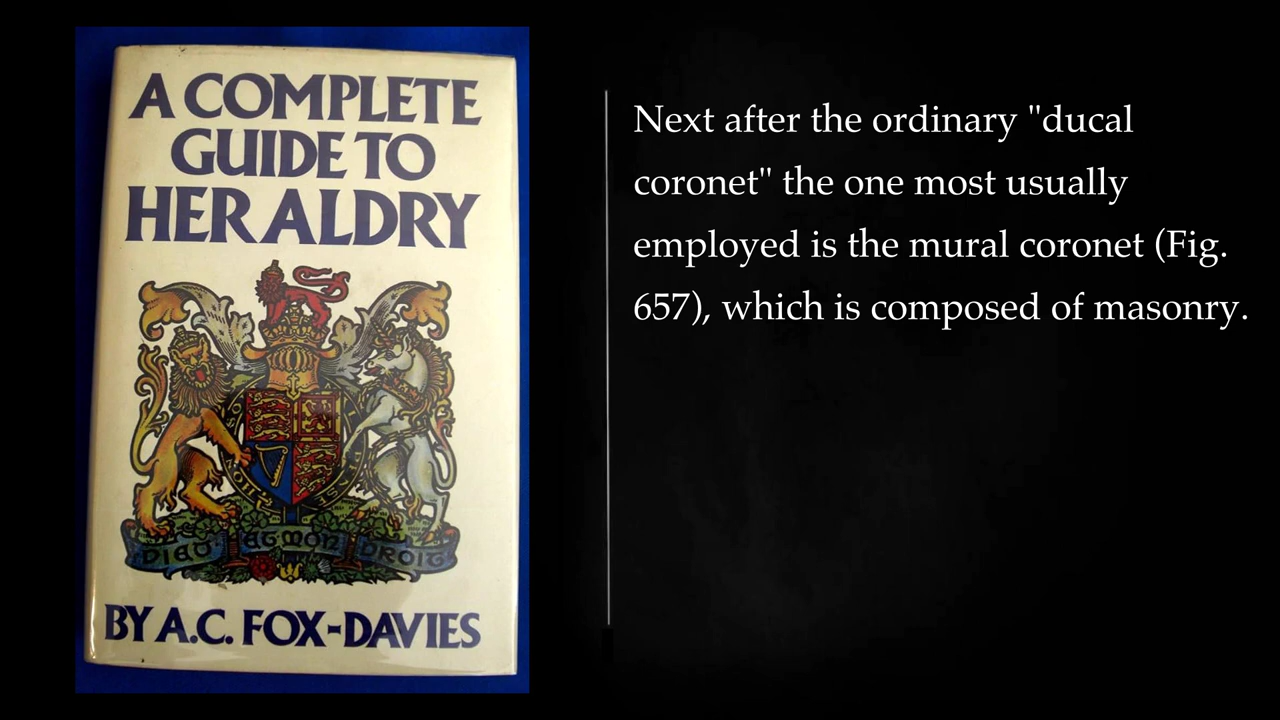 A COMPLETE
GUIDE TO
HERALDRY
DIEU ET MON DROIT
BY A.C. FOX-DAVIES
Next after the ordinary "ducal
coronet" the one most usually
employed is the mural coronet (Fig.
657), which is composed of masonry.